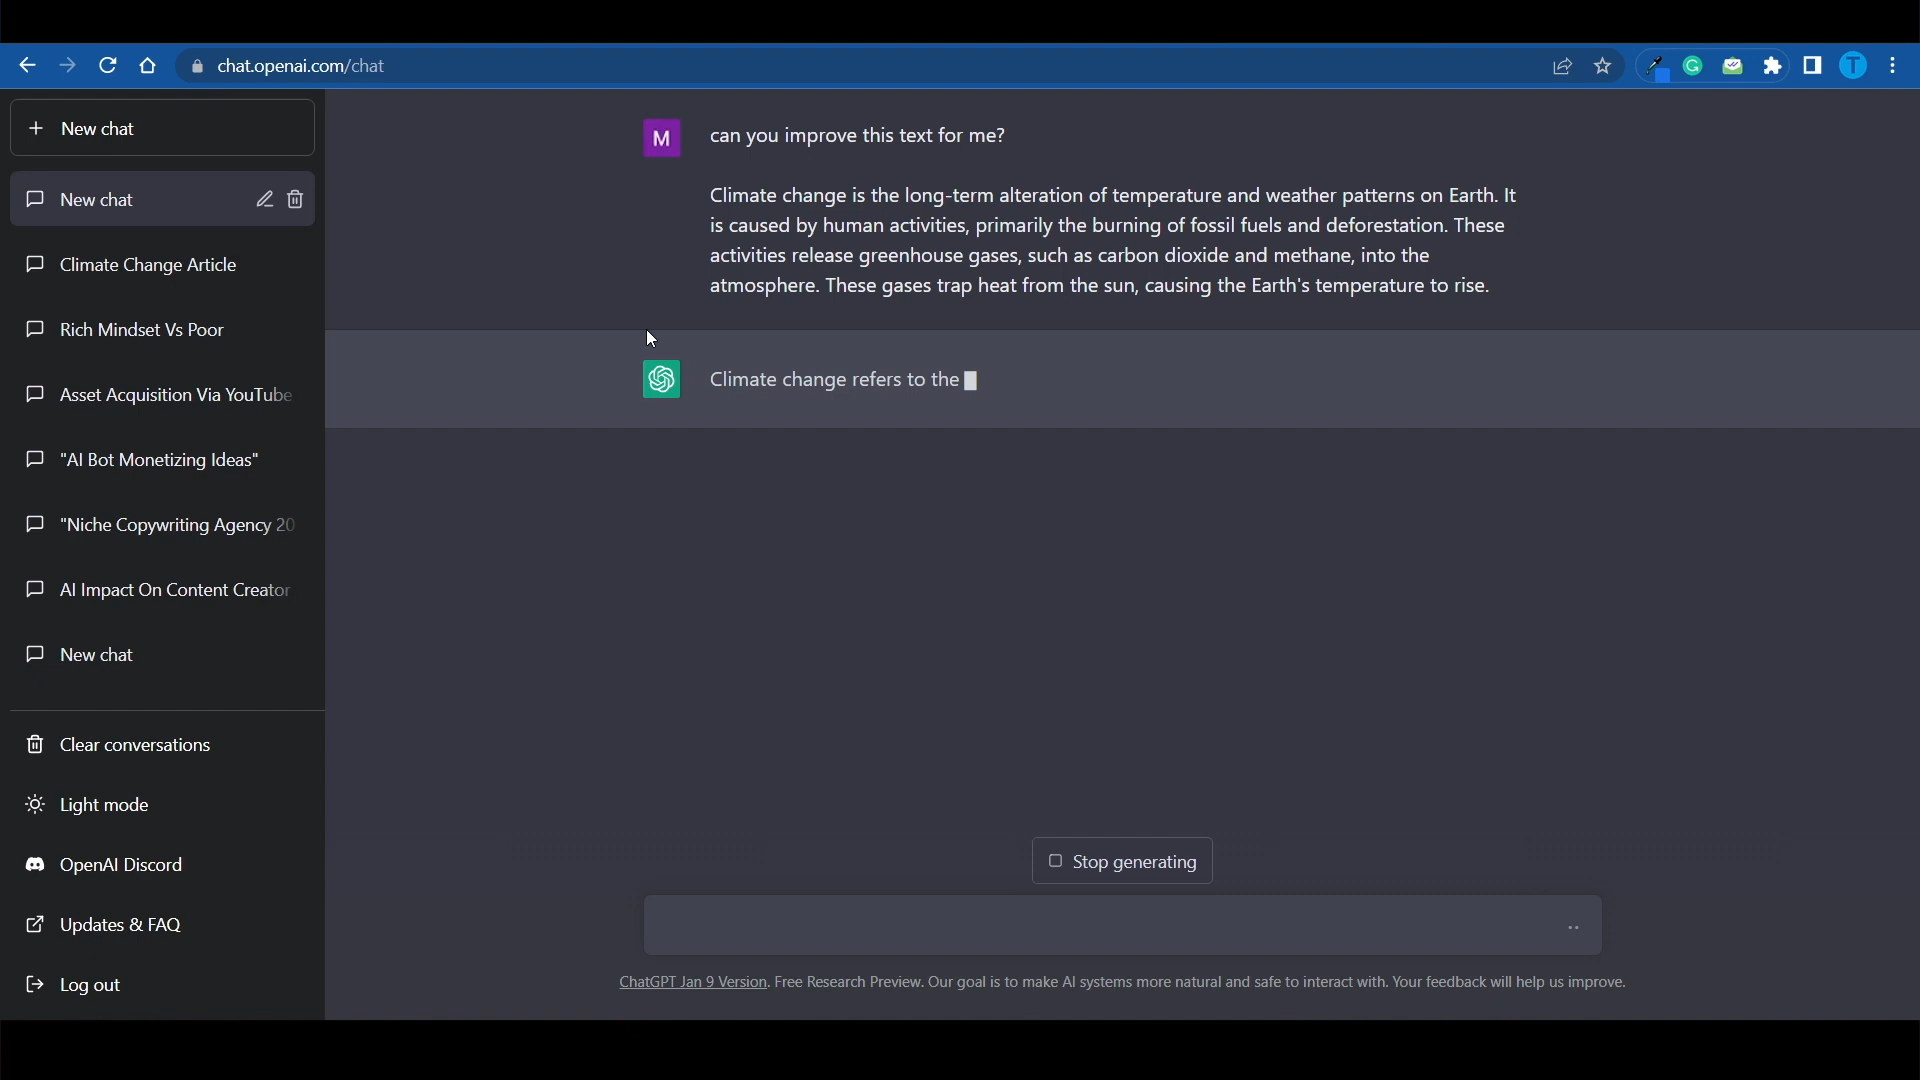 chat.openai.com/chat
T
New chat
New chat
Climate Change Article
Rich Mindset Vs Poor
Asset Acquisition Via YouTube
"AI Bot Monetizing Ideas"
"Niche Copywriting Agency 20
AI Impact On Content Creator
New chat
Clear conversations
Light mode
OpenAI Discord
Updates & FAQ
Log out
M
can you improve this text for me?
Climate change is the long-term alteration of temperature and weather patterns on Earth. It
is caused by human activities, primarily the burning of fossil fuels and deforestation. These
activities release greenhouse gases, such as carbon dioxide and methane, into the
atmosphere. These gases trap heat from the sun, causing the Earth's temperature to rise.
Climate change refers to the
Stop generating
ChatGPT Jan 9 Version. Free Research Preview. Our goal is to make AI systems more natural and safe to interact with. Your feedback will help us improve.